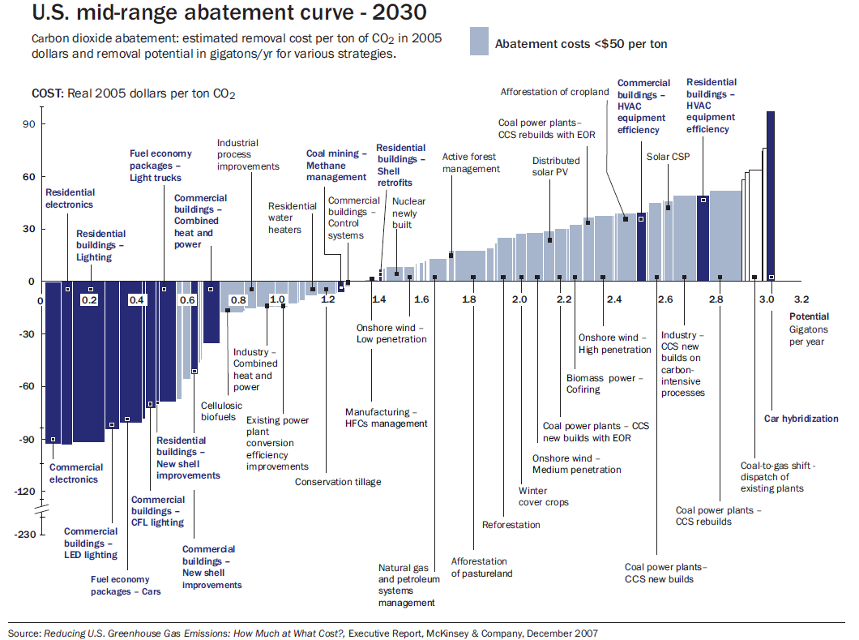 U.S. mid-range abatement curve - 2030
Carbon dioxide abatement: estimated removal cost per ton of CO2 in 2005
dollars and removal potential in gigatons/yr for various strategies.
Abatement costs <$50 per ton
COST: Real 2005 dollars per ton CO2
90
60
30
0
-30
-60
-90
-120
-230
0
0.2
0.4
0.6
0.8
1.0
1.2
1.4
1.6
1.8
2.0
2.2
2.4
2.6
2.8
3.0
3.2
Potential
Gigatons
per year
Residential
electronics
Residential
buildings –
Lighting
Fuel economy
packages –
Light trucks
Commercial
buildings –
Combined
heat and
power
Industrial
process
improvements
Residential
water
heaters
Coal mining –
Methane
management
Commercial
buildings –
Control
systems
Residential
buildings –
Shell
retrofits
Nuclear
newly
built
Active forest
management
Coal power plants–
CCS rebuilds with EOR
Distributed
solar PV
Afforestation of cropland
Commercial
buildings –
HVAC
equipment
efficiency
Solar CSP
Residential
buildings –
HVAC
equipment
efficiency
Commercial
electronics
Commercial
buildings –
LED lighting
Fuel economy
packages – Cars
Commercial
buildings –
CFL lighting
Residential
buildings –
New shell
improvements
Commercial
buildings –
New shell
improvements
Cellulosic
biofuels
Industry –
Combined
heat and
power
Existing power
plant
conversion
efficiency
improvements
Conservation tillage
Onshore wind –
Low penetration
Manufacturing –
HFCs management
Natural gas
and petroleum
systems
management
Afforestation
of pastureland
Reforestation
Winter
cover crops
Onshore wind –
Medium penetration
Coal power plants – CCS
new builds with EOR
Biomass power –
Cofiring
Onshore wind –
High penetration
Coal power plants–
CCS new builds
Industry –
CCS new
builds on
carbon-
intensive
processes
Coal power plants –
CCS rebuilds
Coal-to-gas shift -
dispatch of
existing plants
Car hybridization
Source: Reducing U.S. Greenhouse Gas Emissions: How Much at What Cost?, Executive Report, McKinsey & Company, December 2007